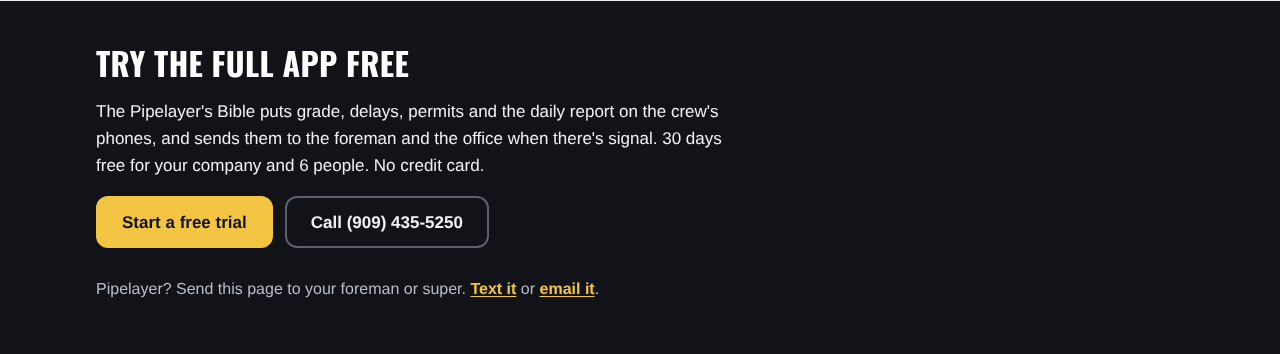 TRY THE FULL APP FREE
The Pipelayer's Bible puts grade, delays, permits and the daily report on the crew's
phones, and sends them to the foreman and the office when there's signal. 30 days
free for your company and 6 people. No credit card.
Start a free trial
Call (909) 435-5250
Pipelayer? Send this page to your foreman or super. Text it or email it.